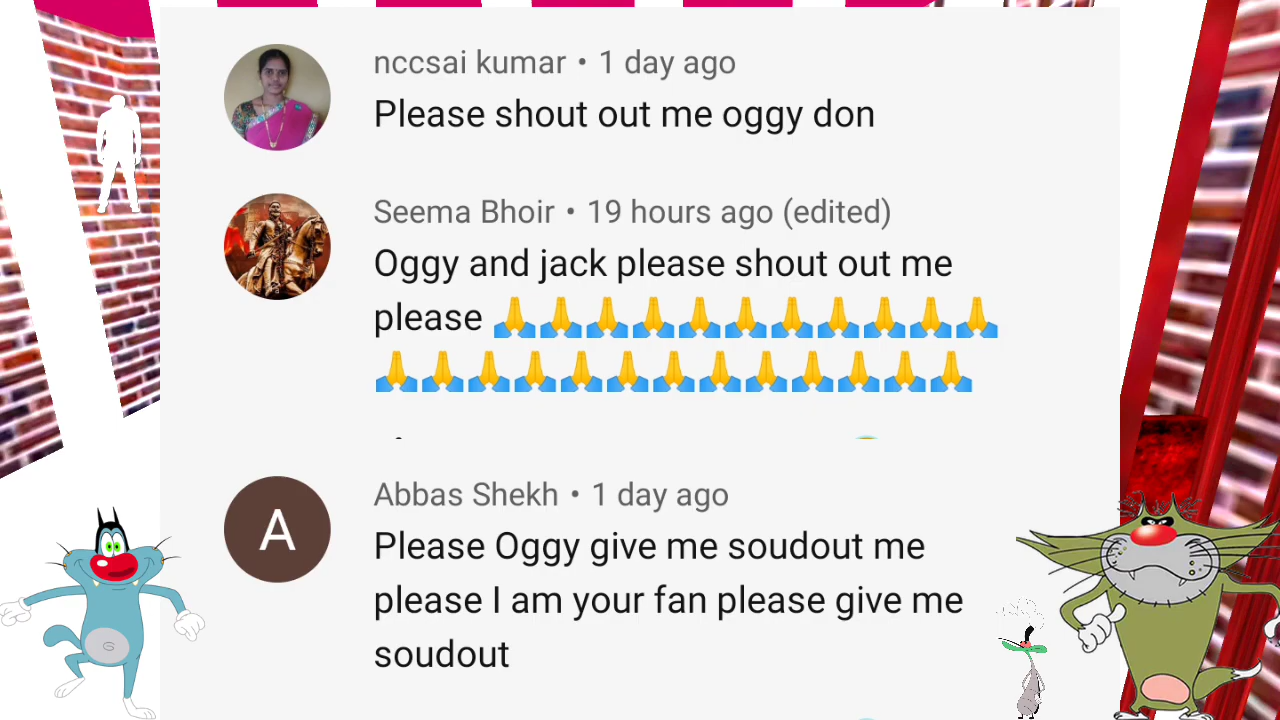 nccsai kumar • 1 day ago
Please shout out me oggy don
Seema Bhoir • 19 hours ago (edited)
Oggy and jack please shout out me
please 🙏🙏🙏🙏🙏🙏🙏🙏🙏🙏🙏
🙏🙏🙏🙏🙏🙏🙏🙏🙏🙏🙏🙏🙏
A
Abbas Shekh • 1 day ago
Please Oggy give me soudout me
please I am your fan please give me
soudout